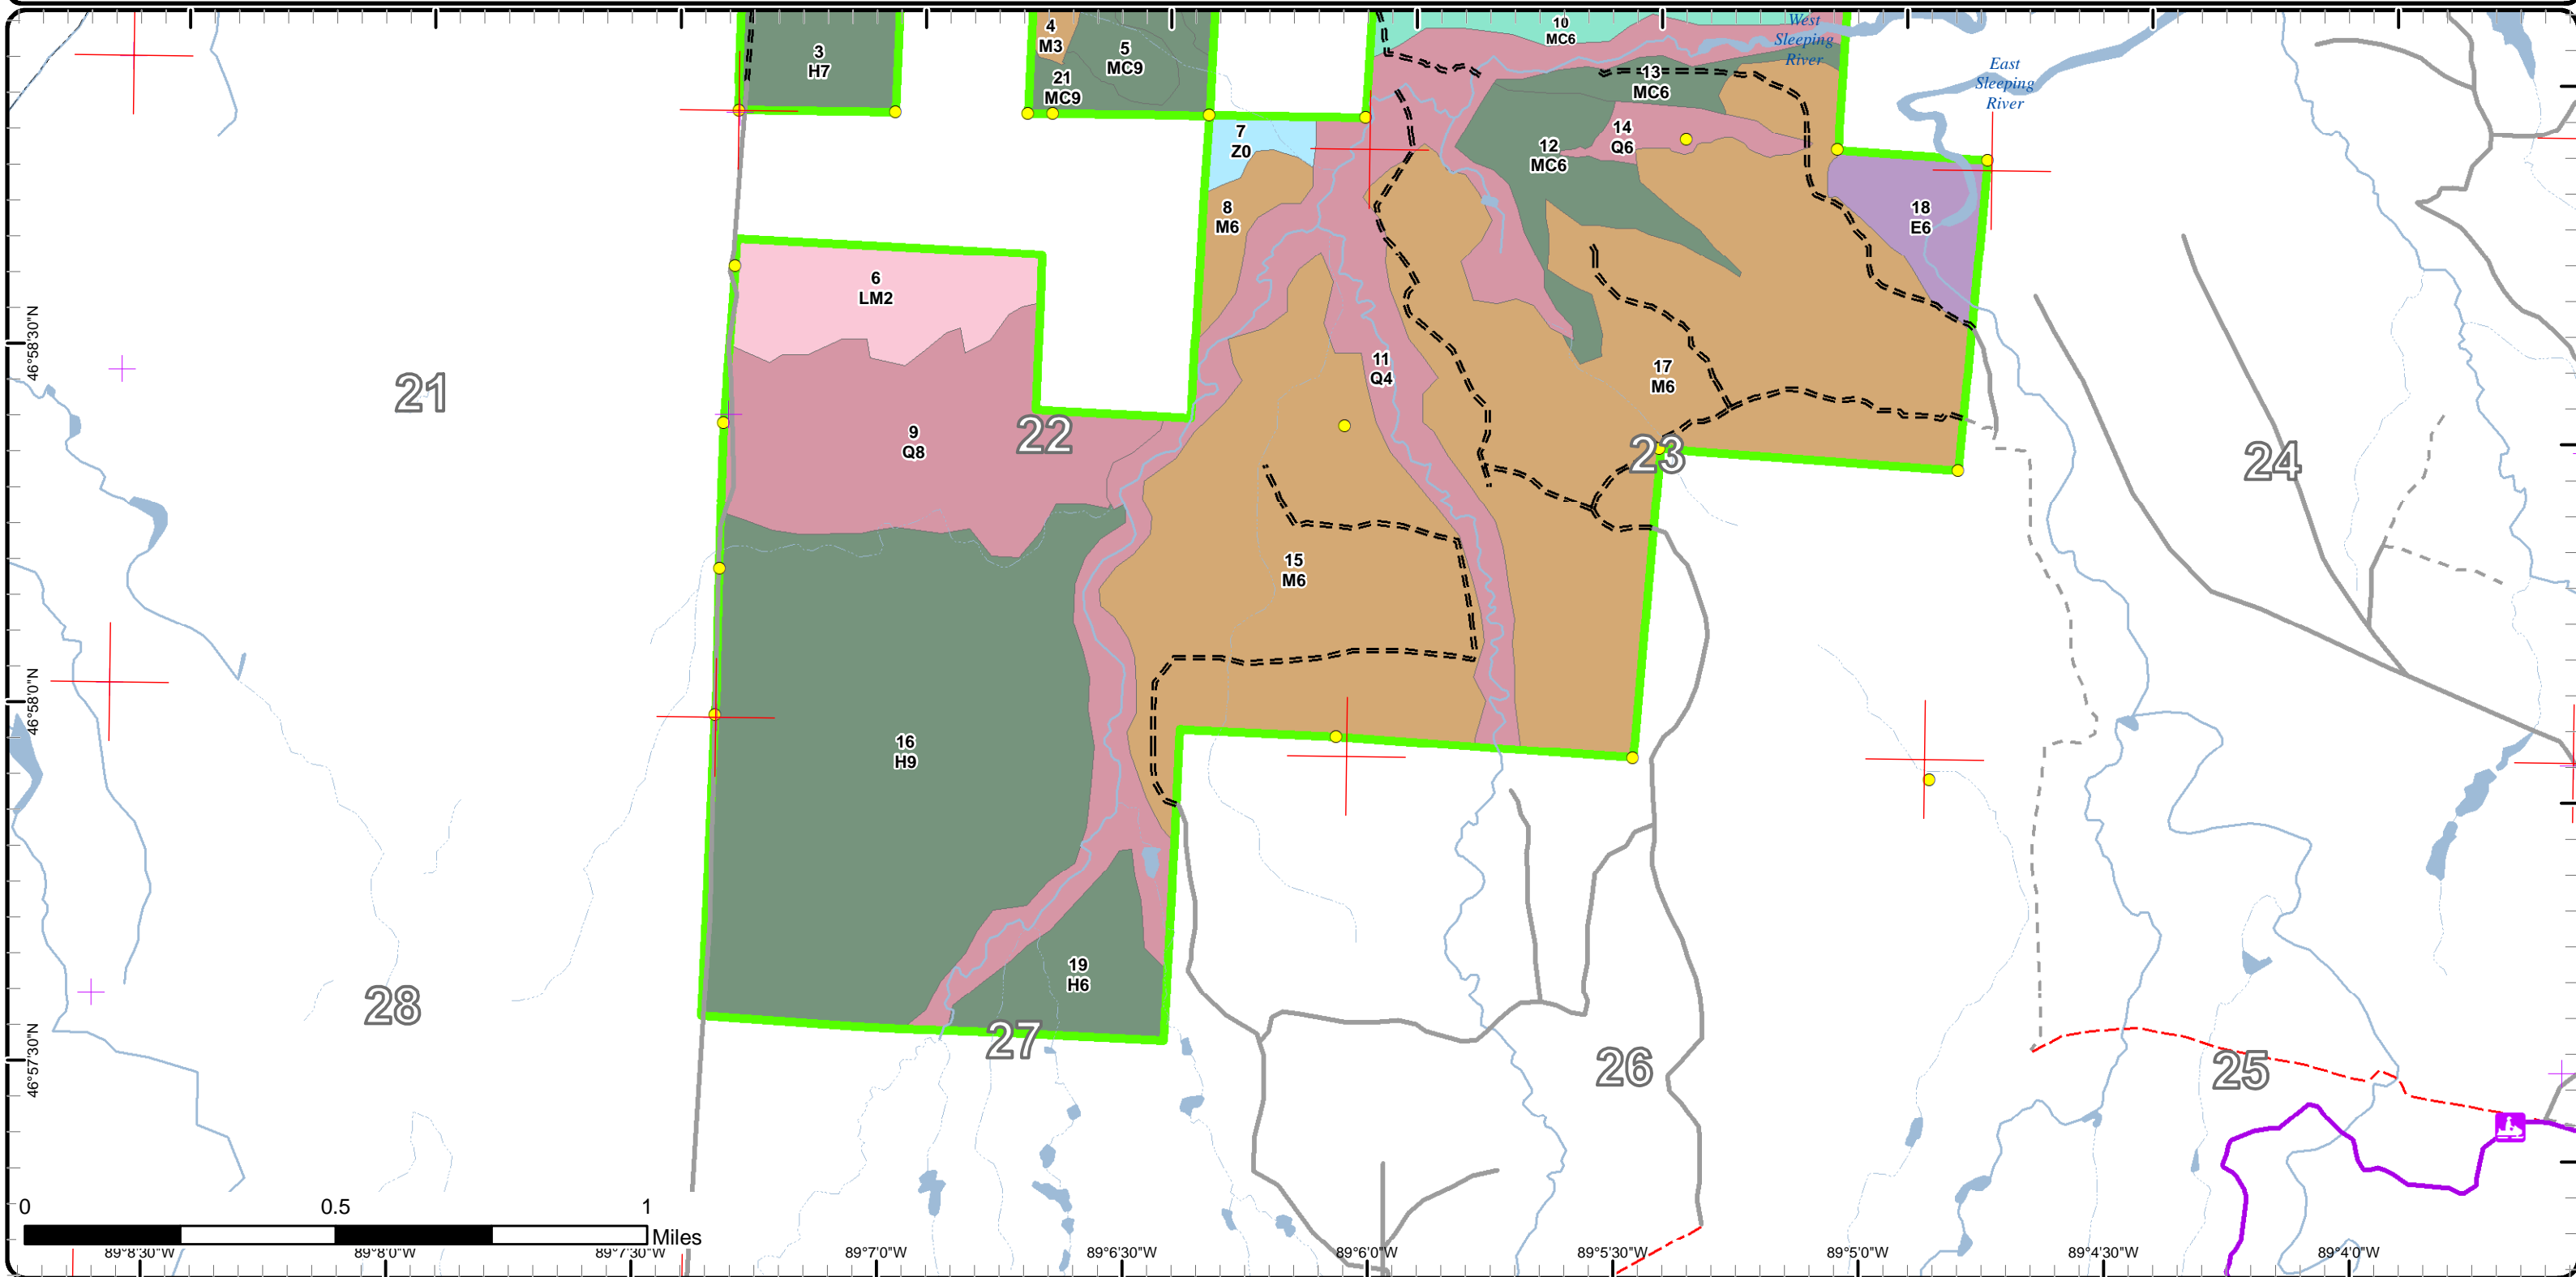 West
Sleeping
River
East
Sleeping
River
3
H7
4
M3
5
MC9
21
MC9
10
MC6
13
MC6
7
Z0
12
MC6
14
Q6
8
M6
18
E6
6
LM2
11
Q4
17
M6
21
9
Q8
22
23
24
15
M6
16
H9
19
H6
28
27
26
25
46°58'30"N
46°58'0"N
46°57'30"N
0 0.5 1
Miles
89°8'30"W 89°8'0"W 89°7'30"W 89°7'0"W 89°6'30"W 89°6'0"W 89°5'30"W 89°5'0"W 89°4'30"W 89°4'0"W